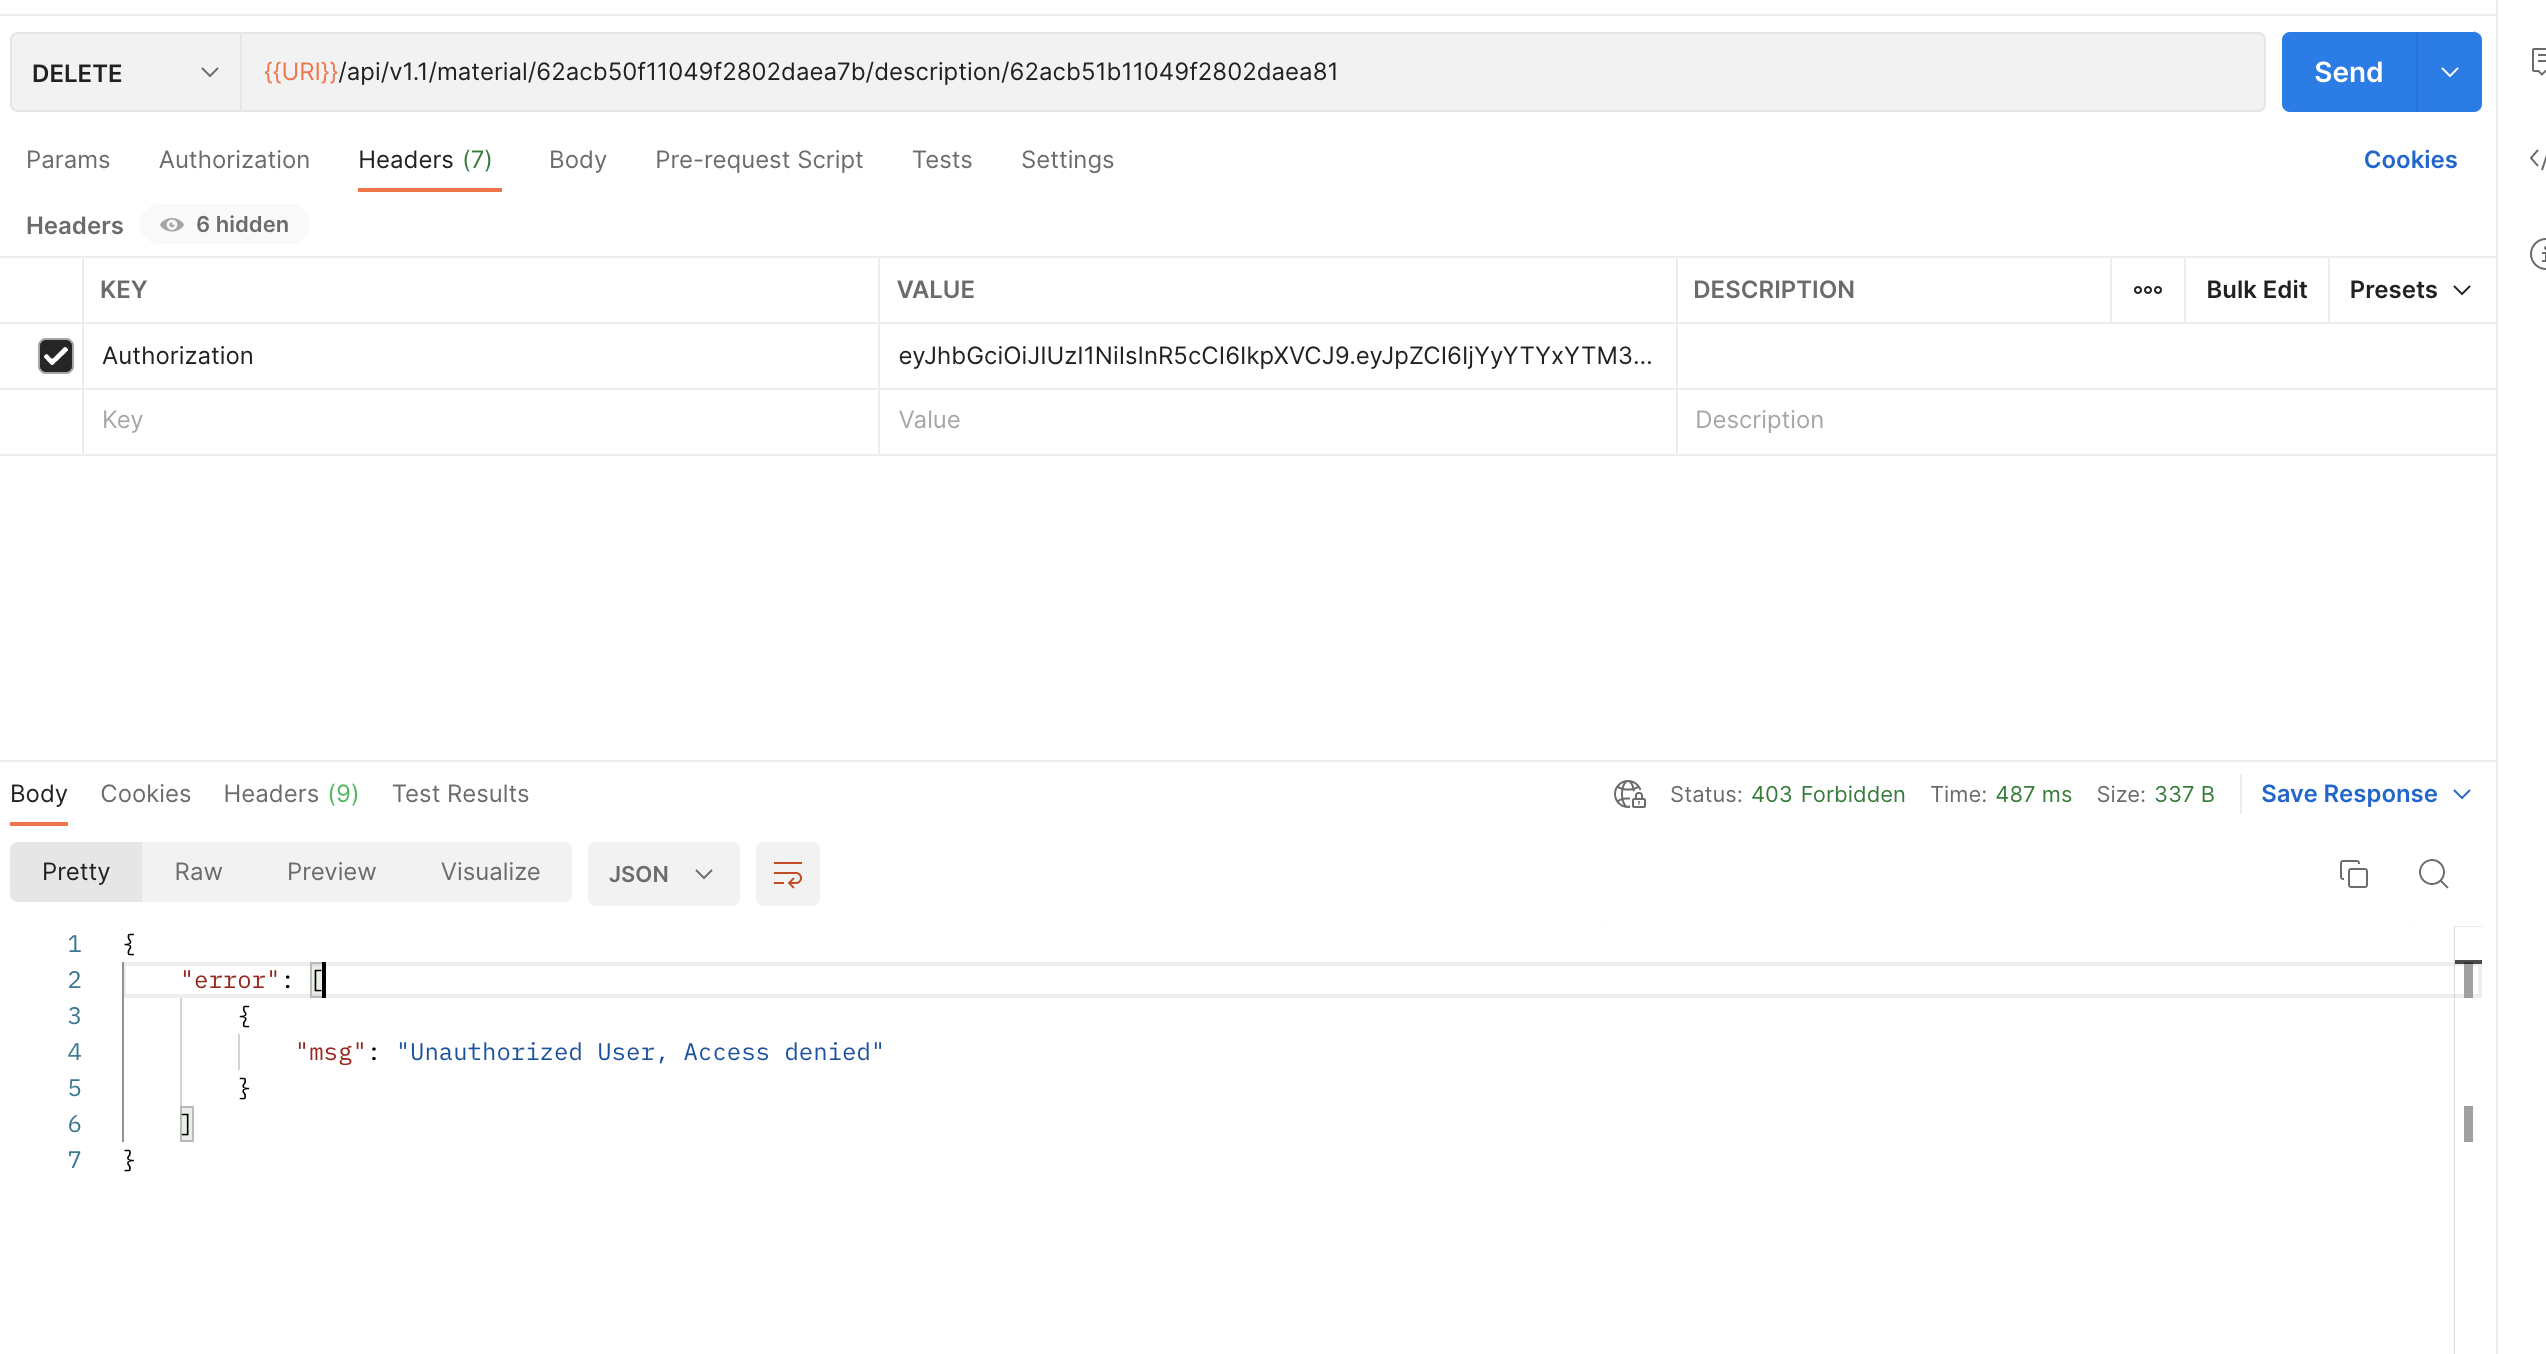 DELETE {{URI}}/api/v1.1/material/62acb50f11049f2802daea7b/description/62acb51b11049f2802daea81 Send
Params Authorization Headers (7) Body Pre-request Script Tests Settings Cookies
Headers 6 hidden
KEY VALUE DESCRIPTION ooo Bulk Edit Presets
Authorization eyJhbGciOiJIUzI1NiIsInR5cCI6IkpXVCJ9.eyJpZCI6IjYyYTYxYTM3...
Key Value Description
Body Cookies Headers (9) Test Results Status: 403 Forbidden Time: 487 ms Size: 337 B Save Response
Pretty Raw Preview Visualize JSON
1 {
2 "error": [
3 {
4 "msg": "Unauthorized User, Access denied"
5 }
6 ]
7 }